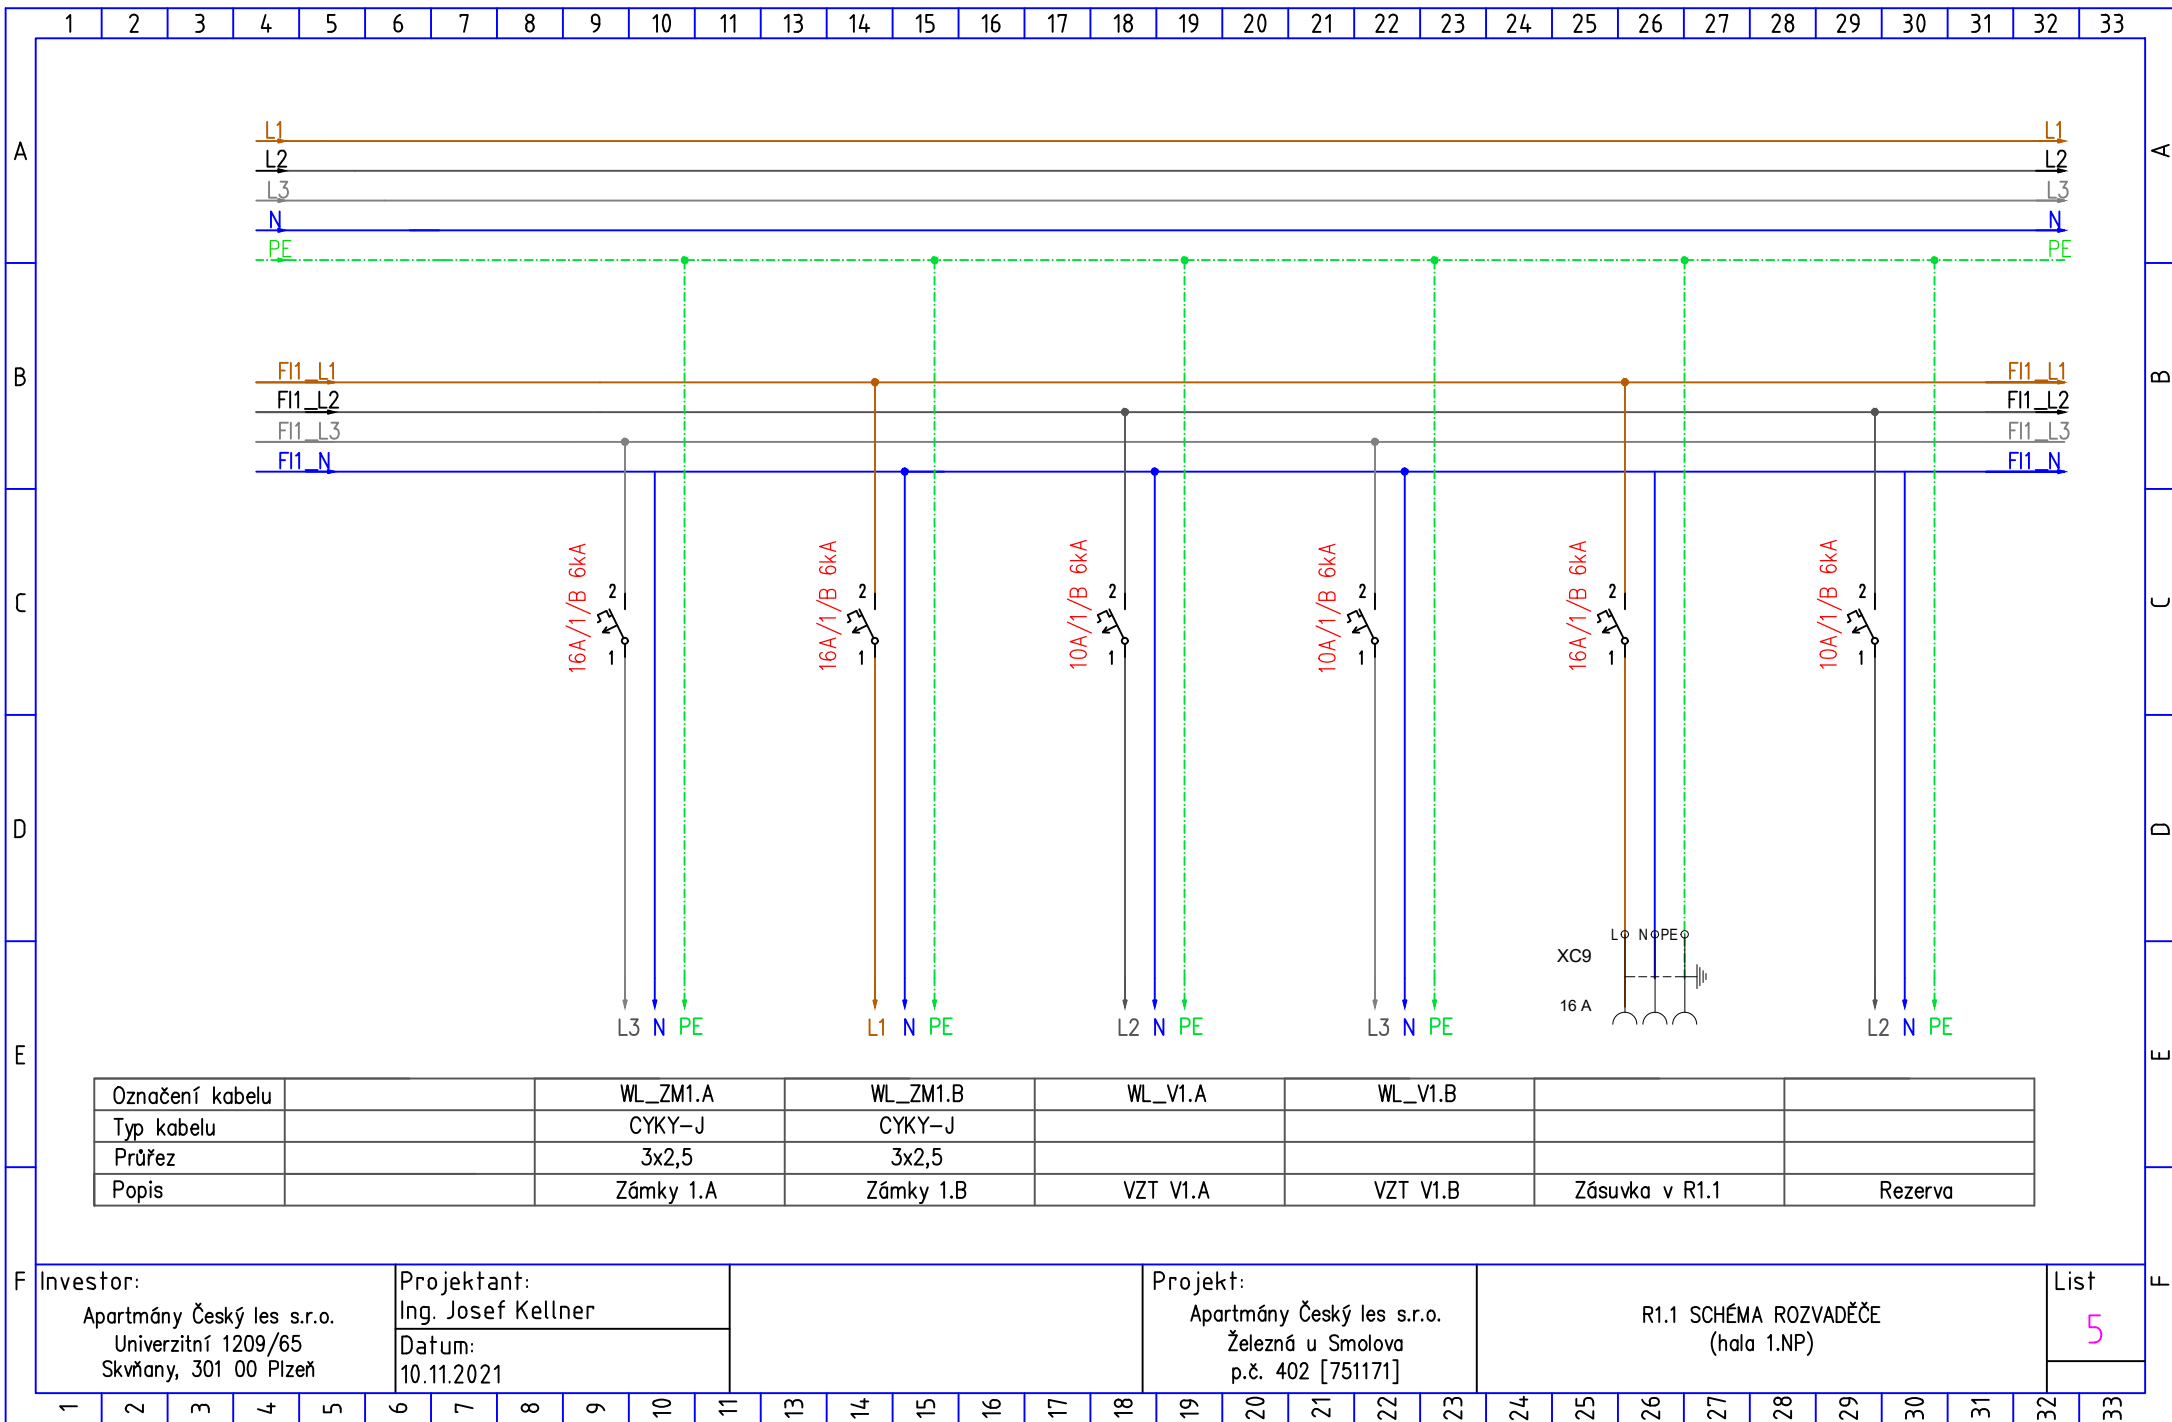 1 2 3 4 5 6 7 8 9 10 11 13 14 15 16 17 18 19 20 21 22 23 24 25 26 27 28 29 30 31 32 33
A A
L1 L1
L2 L2
L3 L3
N N
PE PE
B B
FI1_L1 FI1_L1
FI1_L2 FI1_L2
FI1_L3 FI1_L3
FI1_N FI1_N
C C
16A/1/B 6kA 16A/1/B 6kA 10A/1/B 6kA 10A/1/B 6kA 16A/1/B 6kA 10A/1/B 6kA
2 2 2 2 2 2
1 1 1 1 1 1
D D
L N PE
XC9
16 A
L3 N PE L1 N PE L2 N PE L3 N PE L2 N PE
E E
Označení kabelu WL_ZM1.A WL_ZM1.B WL_V1.A WL_V1.B
Typ kabelu CYKY-J CYKY-J
Průřez 3x2,5 3x2,5
Popis Zámky 1.A Zámky 1.B VZT V1.A VZT V1.B Zásuvka v R1.1 Rezerva
F F
Investor:
Apartmány Český les s.r.o.
Univerzitní 1209/65
Skvňany, 301 00 Plzeň
Projektant:
Ing. Josef Kellner
Datum:
10.11.2021
Projekt:
Apartmány Český les s.r.o.
Železná u Smolova
p.č. 402 [751171]
R1.1 SCHÉMA ROZVADĚČE
(hala 1.NP)
List
5
1 2 3 4 5 6 7 8 9 10 11 13 14 15 16 17 18 19 20 21 22 23 24 25 26 27 28 29 30 31 32 33